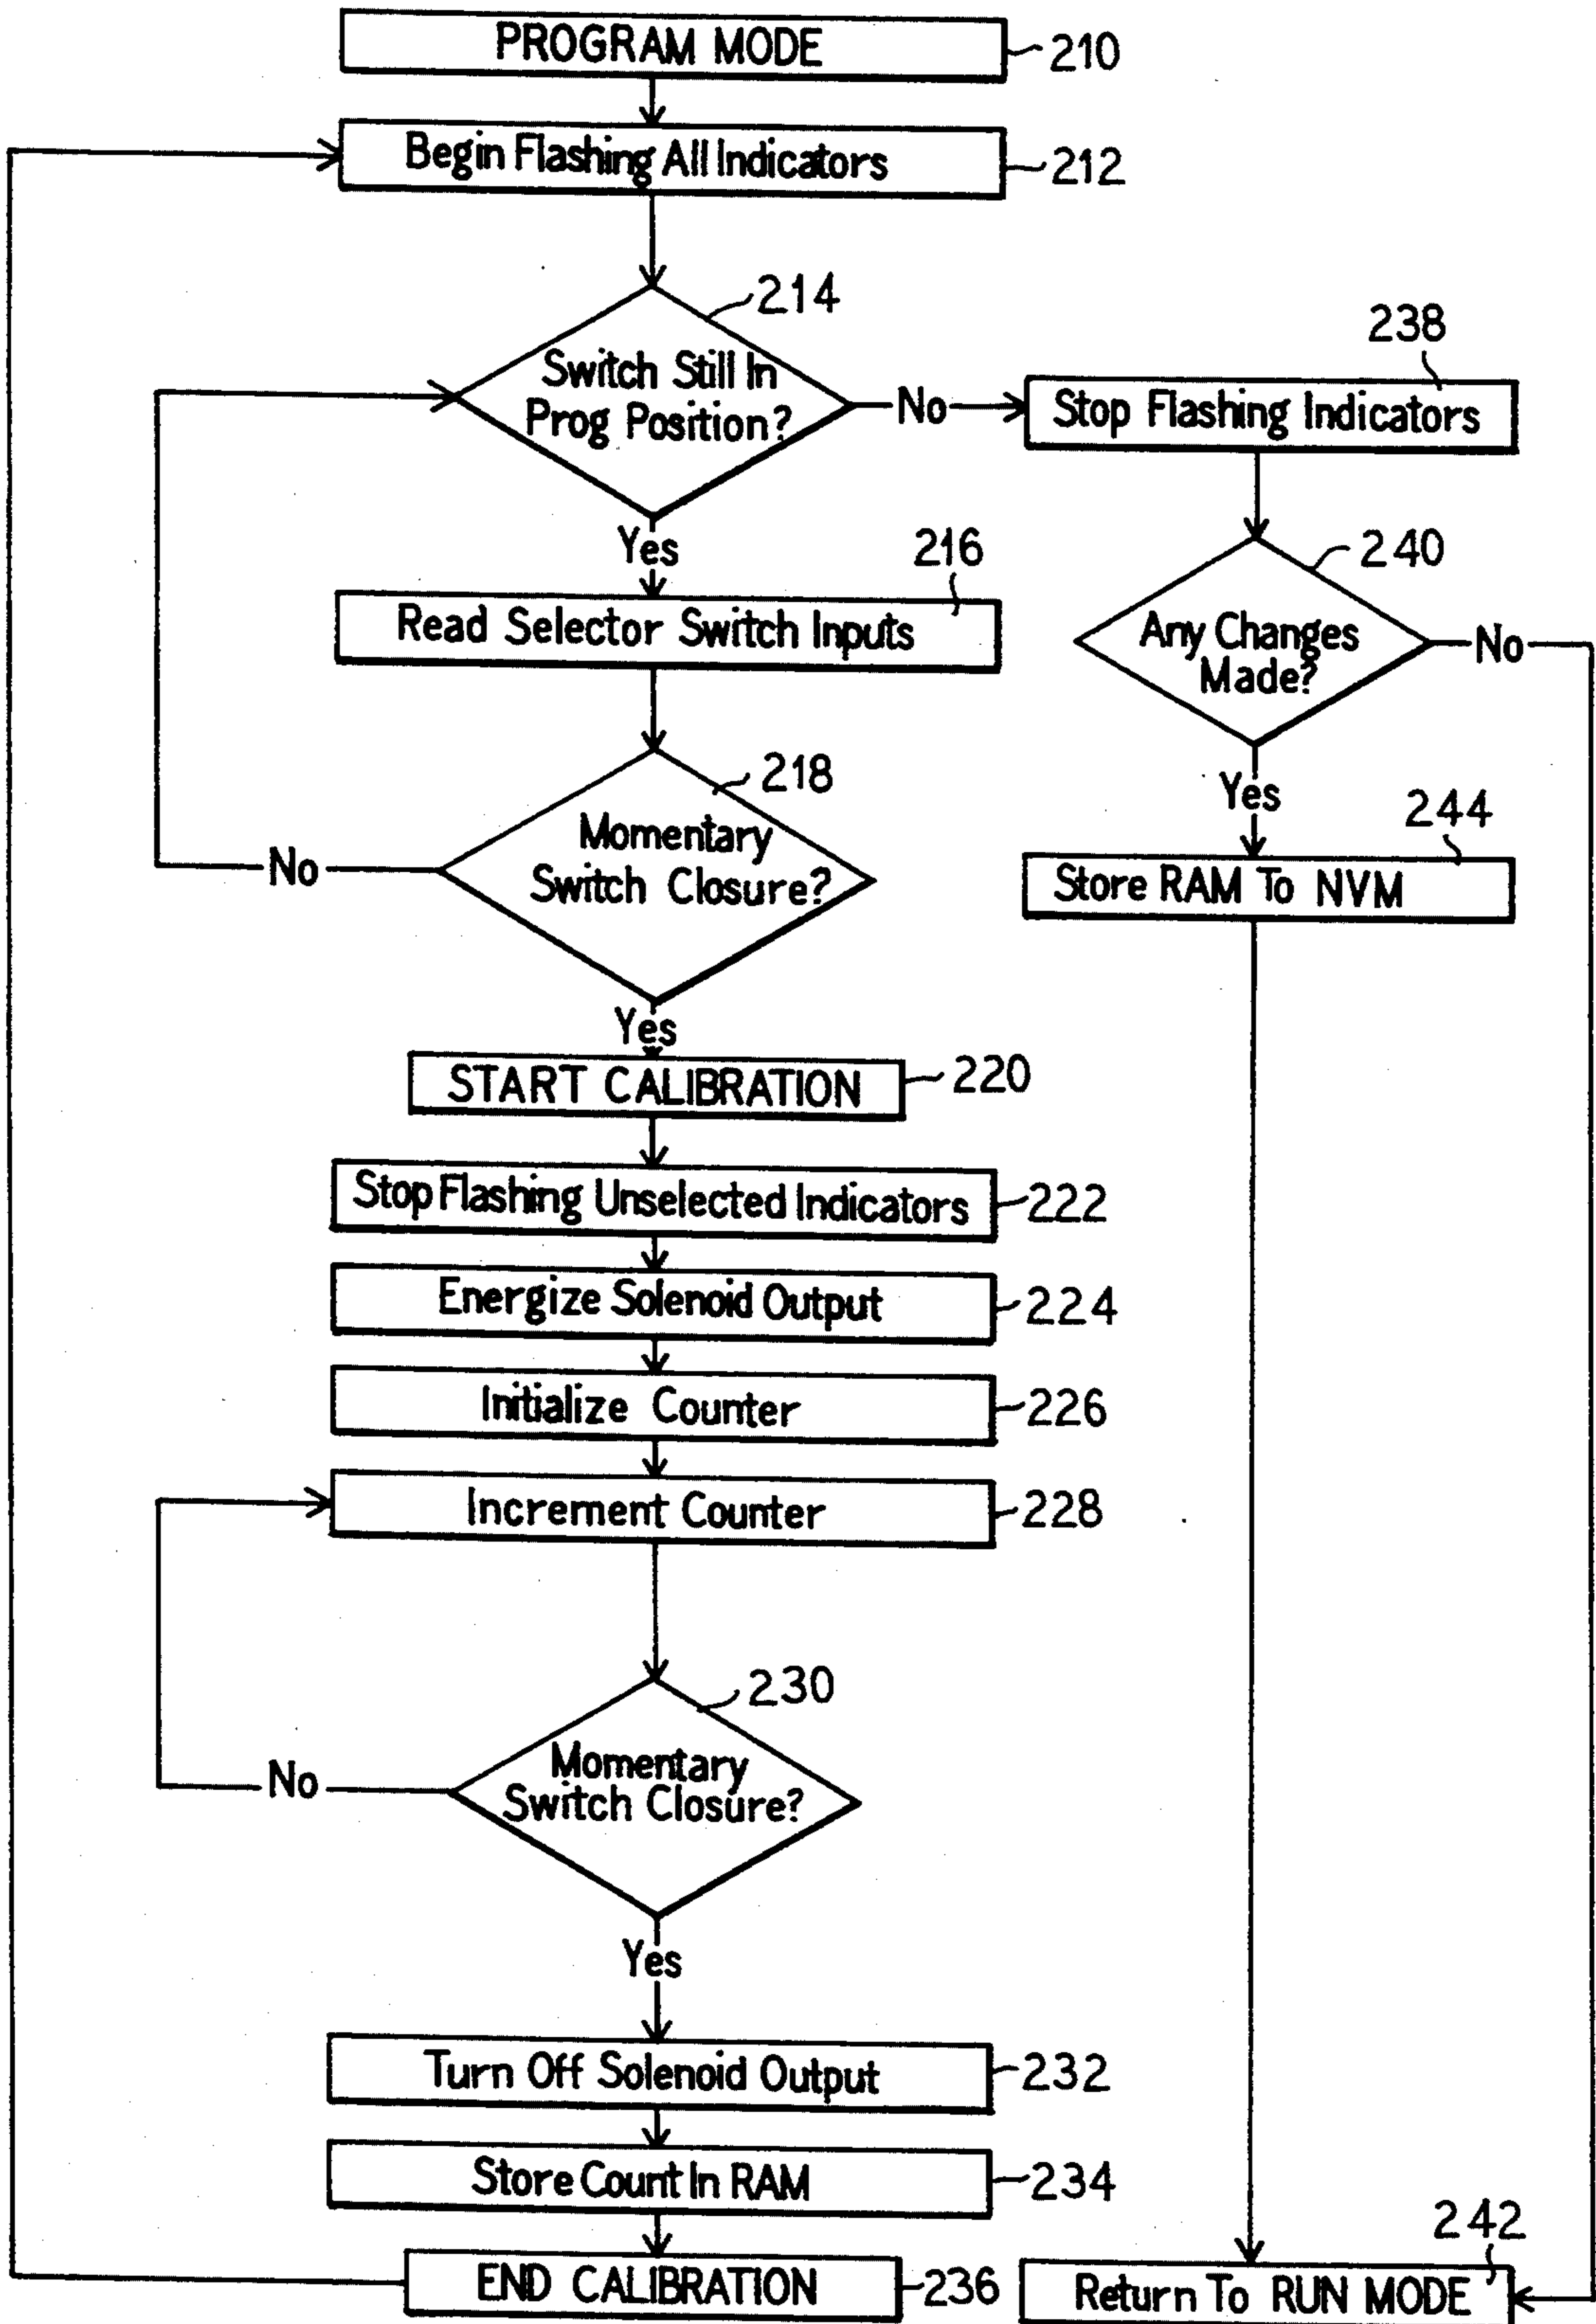 PROGRAM MODE
210
Begin Flashing All Indicators
212
214
Switch Still In
Prog Position?
No
238
Stop Flashing Indicators
Yes
216
Read Selector Switch Inputs
240
Any Changes
Made?
No
218
Momentary
Switch Closure?
No
Yes
244
Store RAM To NVM
Yes
START CALIBRATION
220
Stop Flashing Unselected Indicators
222
Energize Solenoid Output
224
Initialize Counter
226
Increment Counter
228
230
Momentary
Switch Closure?
No
Yes
Turn Off Solenoid Output
232
Store Count In RAM
234
END CALIBRATION
236
242
Return To RUN MODE